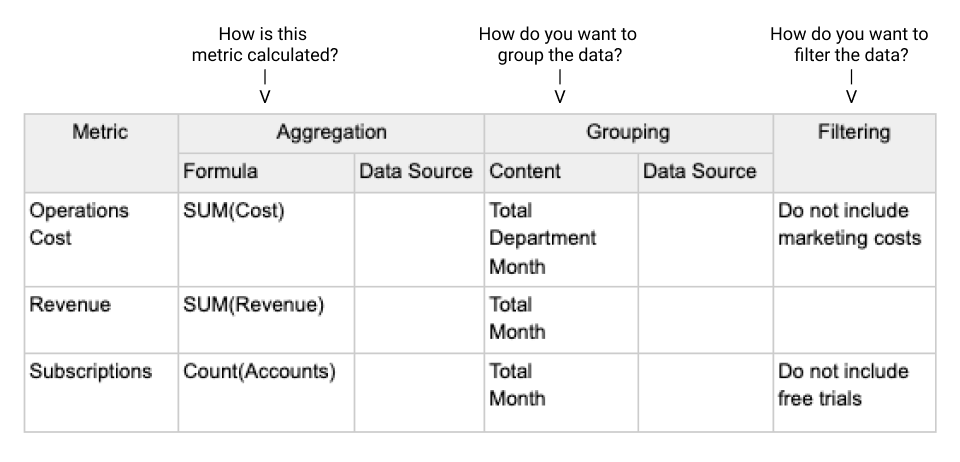 How is this
metric calculated?
|
V
How do you want to
group the data?
|
V
How do you want to
filter the data?
|
V
Metric
Aggregation
Grouping
Filtering
Formula
Data Source
Content
Data Source
Operations
Cost
SUM(Cost)
Total
Department
Month
Do not include
marketing costs
Revenue
SUM(Revenue)
Total
Month
Subscriptions
Count(Accounts)
Total
Month
Do not include
free trials